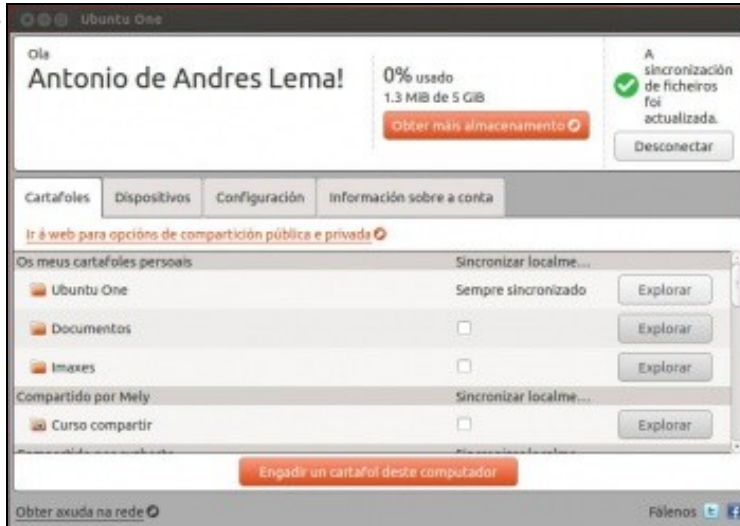 Ubuntu One
Ola
Antonio de Andres Lema!
0% usado
1.3 MiB de 5 GiB
Obter máis almacenamento
A
sincronización
de ficheiros
foi
actualizada.
Desconectar
Cartafoles Dispositivos Configuración Información sobre a conta
Ir á web para opcións de compartición pública e privada
Os meus cartafoles persoais Sincronizar localme...
Ubuntu One Sempre sincronizado Explorar
Documentos Explorar
Imaxes Explorar
Compartido por Mely Sincronizar localme...
Curso compartir Explorar
Engadir un cartafol deste computador
Obter axuda na rede Fálenos